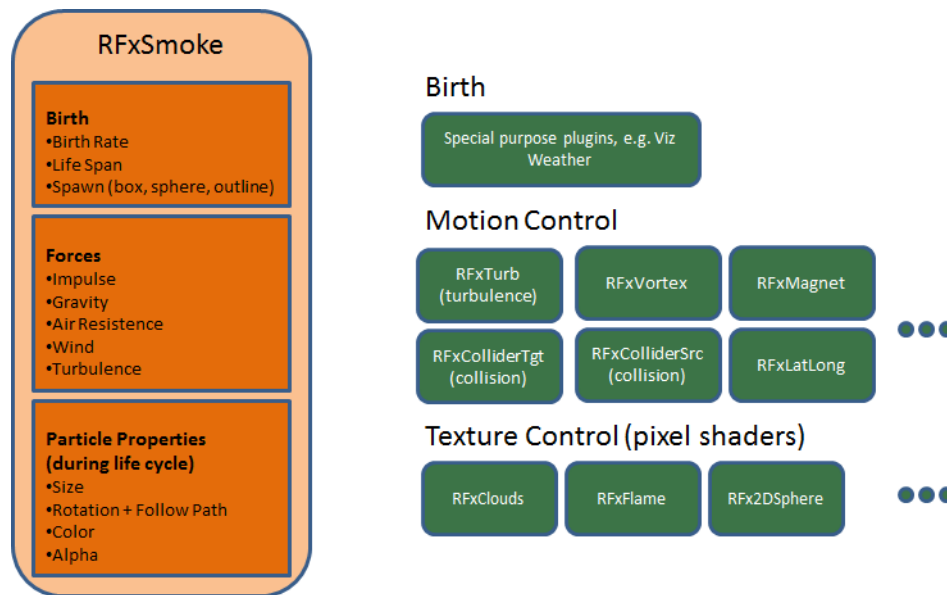 RFxSmoke
Birth
•Birth Rate
•Life Span
•Spawn (box, sphere, outline)
Forces
•Impulse
•Gravity
•Air Resistence
•Wind
•Turbulence
Particle Properties
(during life cycle)
•Size
•Rotation + Follow Path
•Color
•Alpha
Birth
Special purpose plugins, e.g. Viz
Weather
Motion Control
RFxTurb
(turbulence)
RFxVortex
RFxMagnet
RFxColliderTgt
(collision)
RFxColliderSrc
(collision)
RFxLatLong
Texture Control (pixel shaders)
RFxClouds
RFxFlame
RFx2DSphere